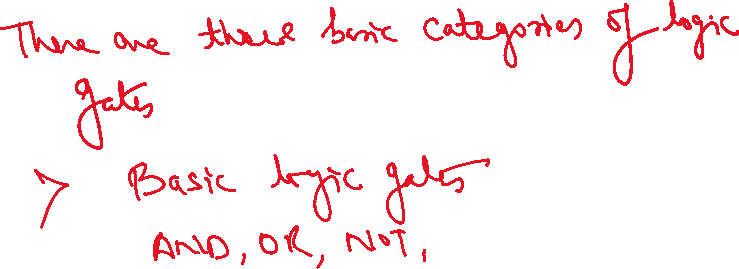 There are three basic categories of logic
gates
> Basic logic gates
AND, OR, NOT,